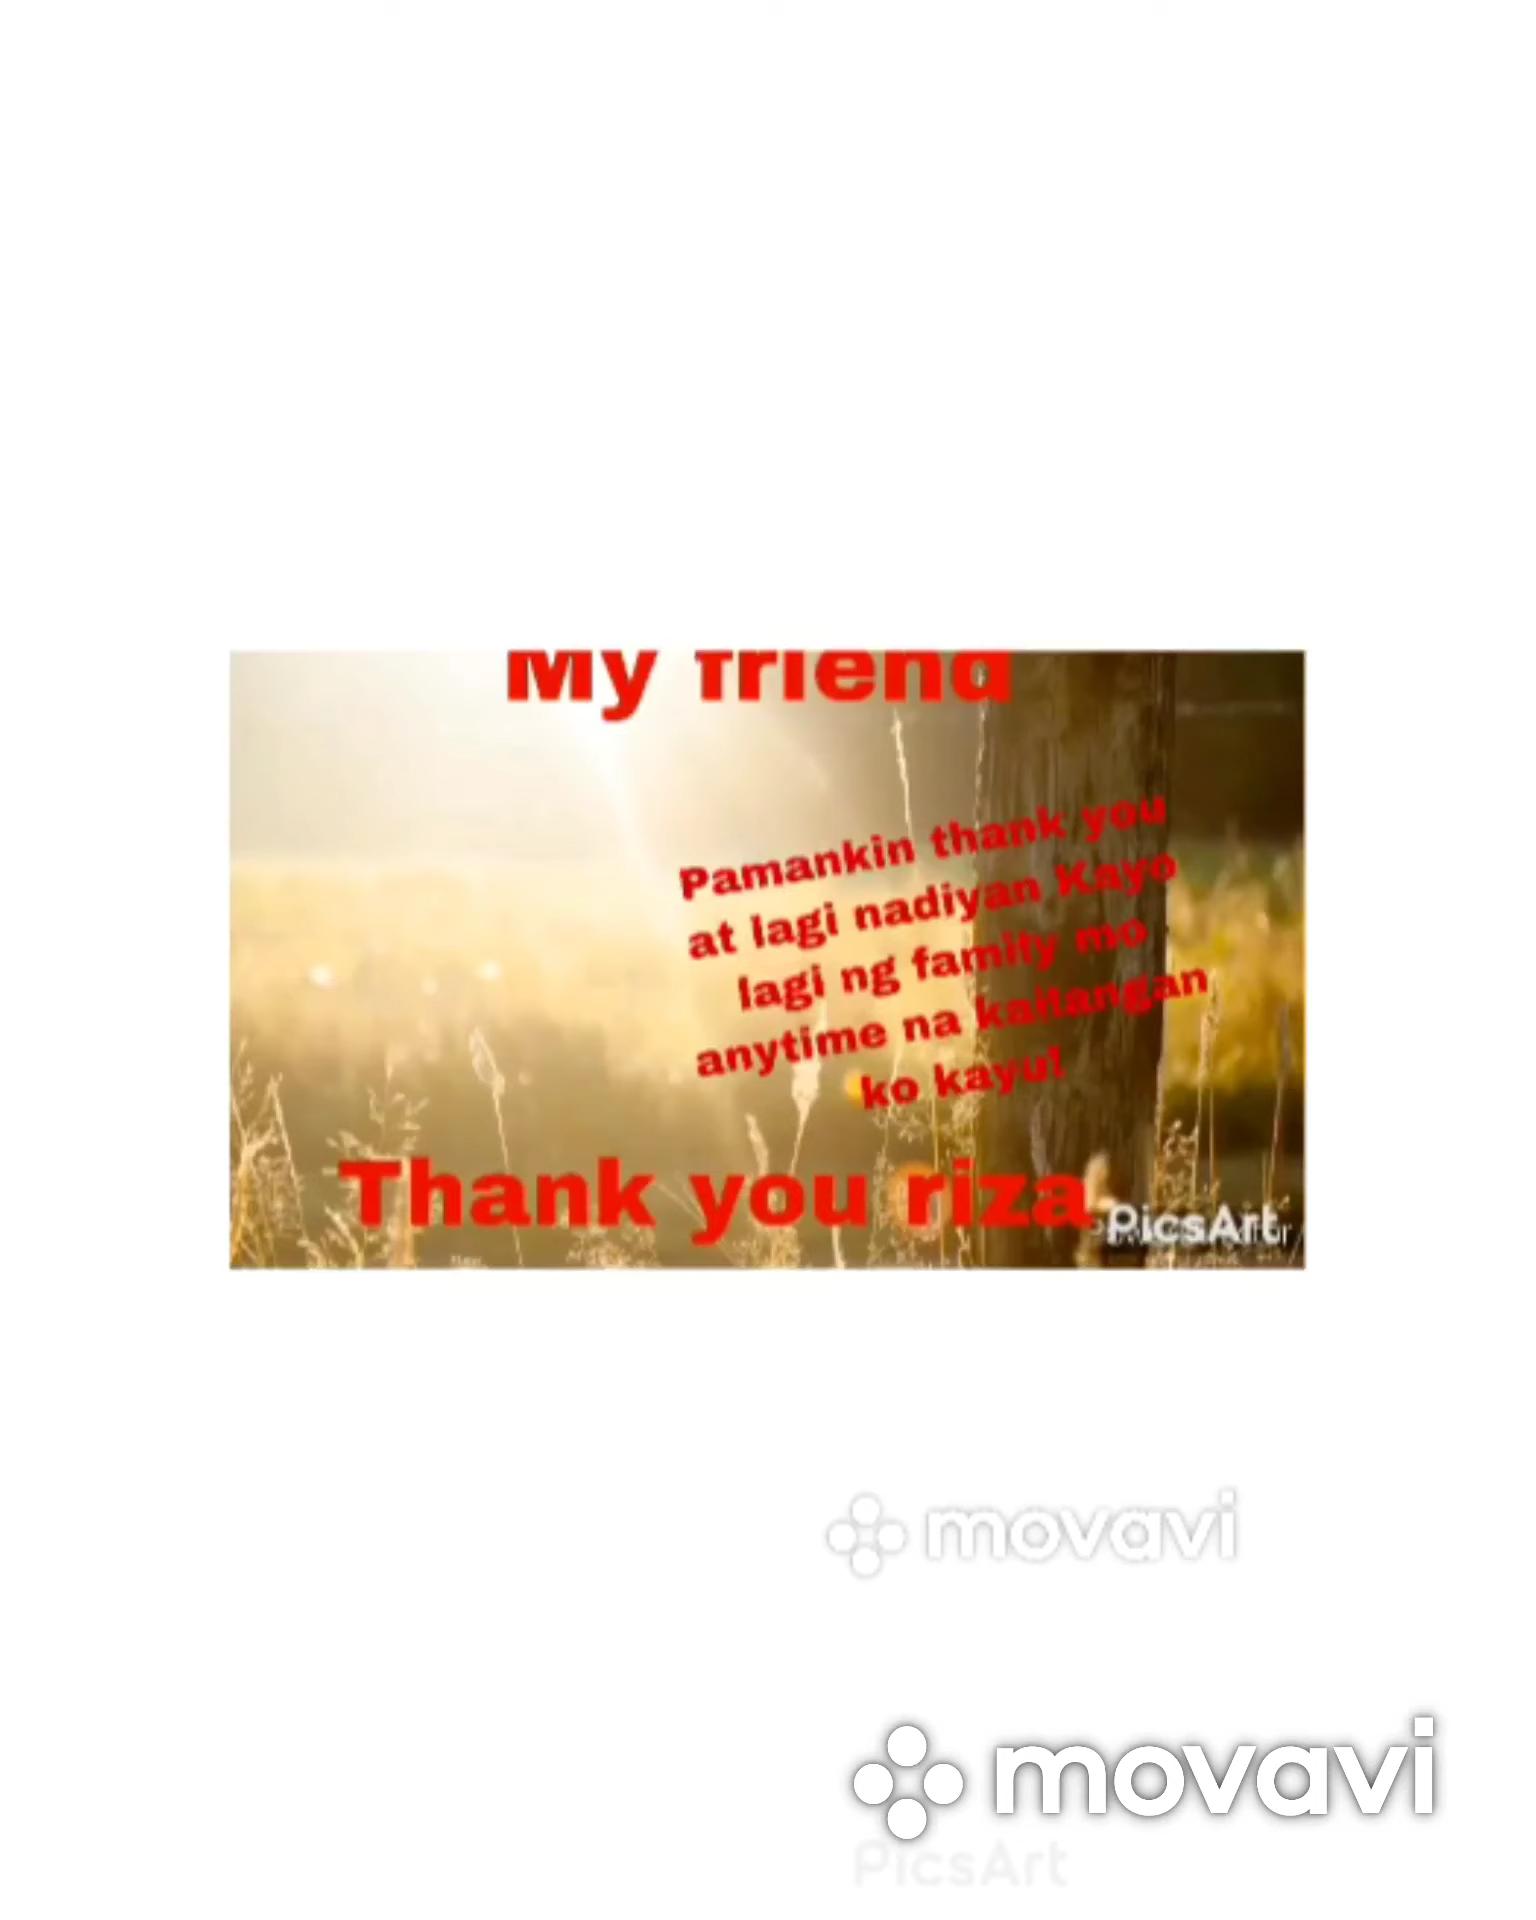 My friend
Pamankin thank you
at lagi nadiyan Kayo
lagi ng family mo
anytime na kailangan
ko kayu!
Thank you riza
PicsArt
movavi
movavi
PicsArt